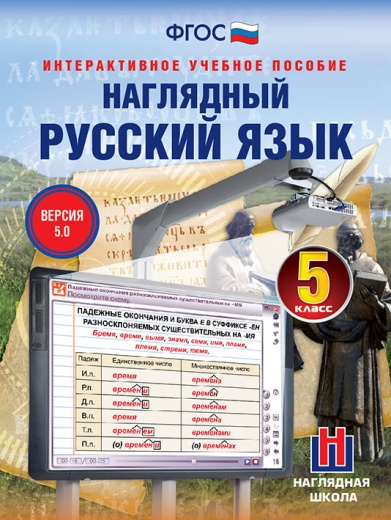 ФГОС
ИНТЕРАКТИВНОЕ УЧЕБНОЕ ПОСОБИЕ
НАГЛЯДНЫЙ
РУССКИЙ ЯЗЫК
ВЕРСИЯ
5.0
5
КЛАСС
Падежные окончания разносклоняемых существительных на -МЯ
Посмотрите схему.
ПАДЕЖНЫЕ ОКОНЧАНИЯ И БУКВА Е В СУФФИКСЕ -ЕН
РАЗНОСКЛОНЯЕМЫХ СУЩЕСТВИТЕЛЬНЫХ НА -МЯ
Бремя, время, вымя, знамя, семя, имя, пламя,
племя, стремя, темя.
Падеж Единственное число Множественное число
И.п. время времена
Р.п. времени времён
Д.п. времени временам
В.п. время времена
Т.п. временем временами
П.п. (о) времени (о) временах
Н
НАГЛЯДНАЯ
ШКОЛА